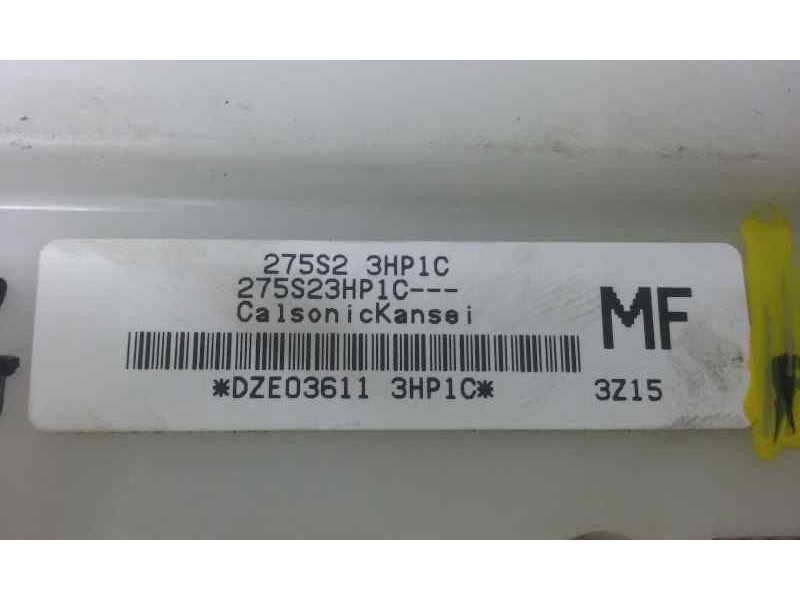 275S2 3HP1C
275S23HP1C---
CalsonicKansei
MF
*DZE03611 3HP1C*
3Z15